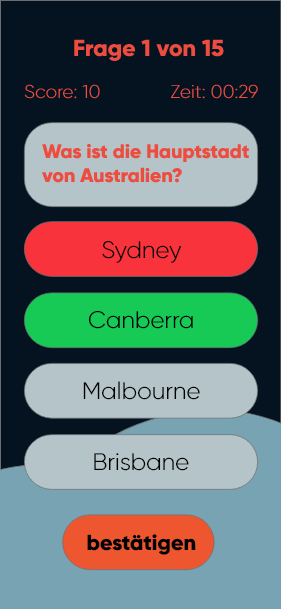 Frage 1 von 15
Score: 10 Zeit: 00:29
Was ist die Hauptstadt
von Australien?
Sydney
Canberra
Malbourne
Brisbane
bestätigen